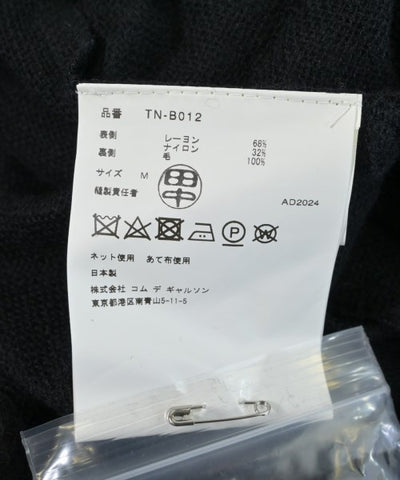 品番 TN-B012
表側 レーヨン 68%
ナイロン 32%
裏側 毛 100%
サイズ M
縫製責任者 田中
AD2024
ネット使用 あて布使用
日本製
株式会社 コム デ ギャルソン
東京都港区南青山5-11-5